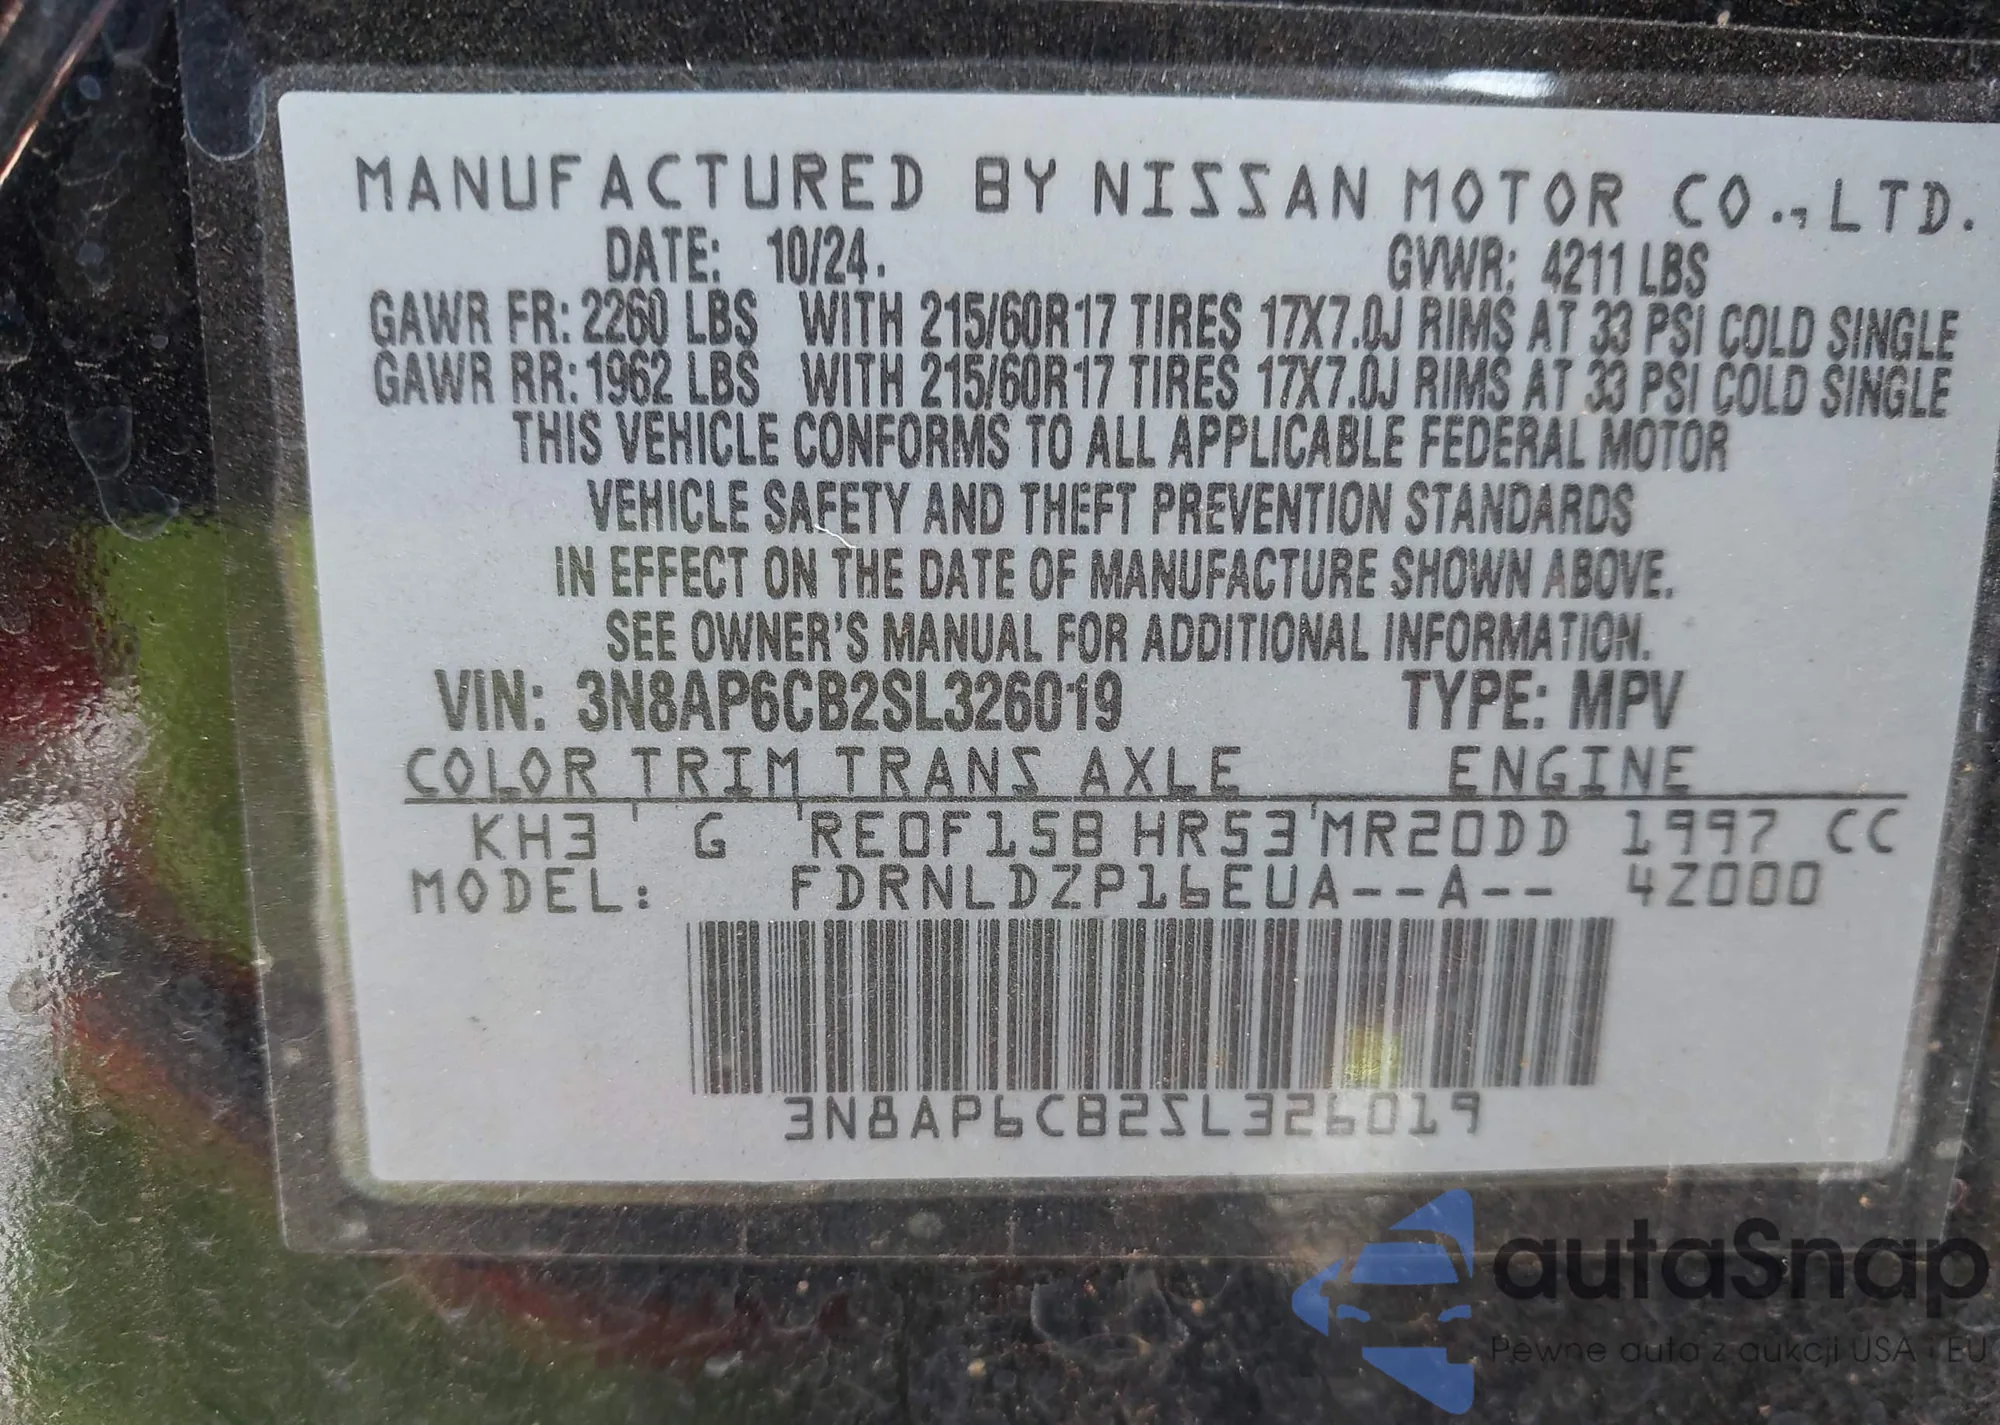 MANUFACTURED BY NISSAN MOTOR CO., LTD.
DATE: 10/24. GVWR: 4211 LBS
GAWR FR: 2260 LBS WITH 215/60R17 TIRES 17X7.0J RIMS AT 33 PSI COLD SINGLE
GAWR RR: 1962 LBS WITH 215/60R17 TIRES 17X7.0J RIMS AT 33 PSI COLD SINGLE
THIS VEHICLE CONFORMS TO ALL APPLICABLE FEDERAL MOTOR
VEHICLE SAFETY AND THEFT PREVENTION STANDARDS
IN EFFECT ON THE DATE OF MANUFACTURE SHOWN ABOVE.
SEE OWNER'S MANUAL FOR ADDITIONAL INFORMATION.
VIN: 3N8AP6CB2SL326019 TYPE: MPV
COLOR TRIM TRANS AXLE ENGINE
KH3 G RE0F15B HR53 MR20DD 1997 CC
MODEL: FDRNLDZP16EUA--A-- 4Z000
3N8AP6CB2SL326019
autaSnap
Pewne auta z aukcji USA i EU